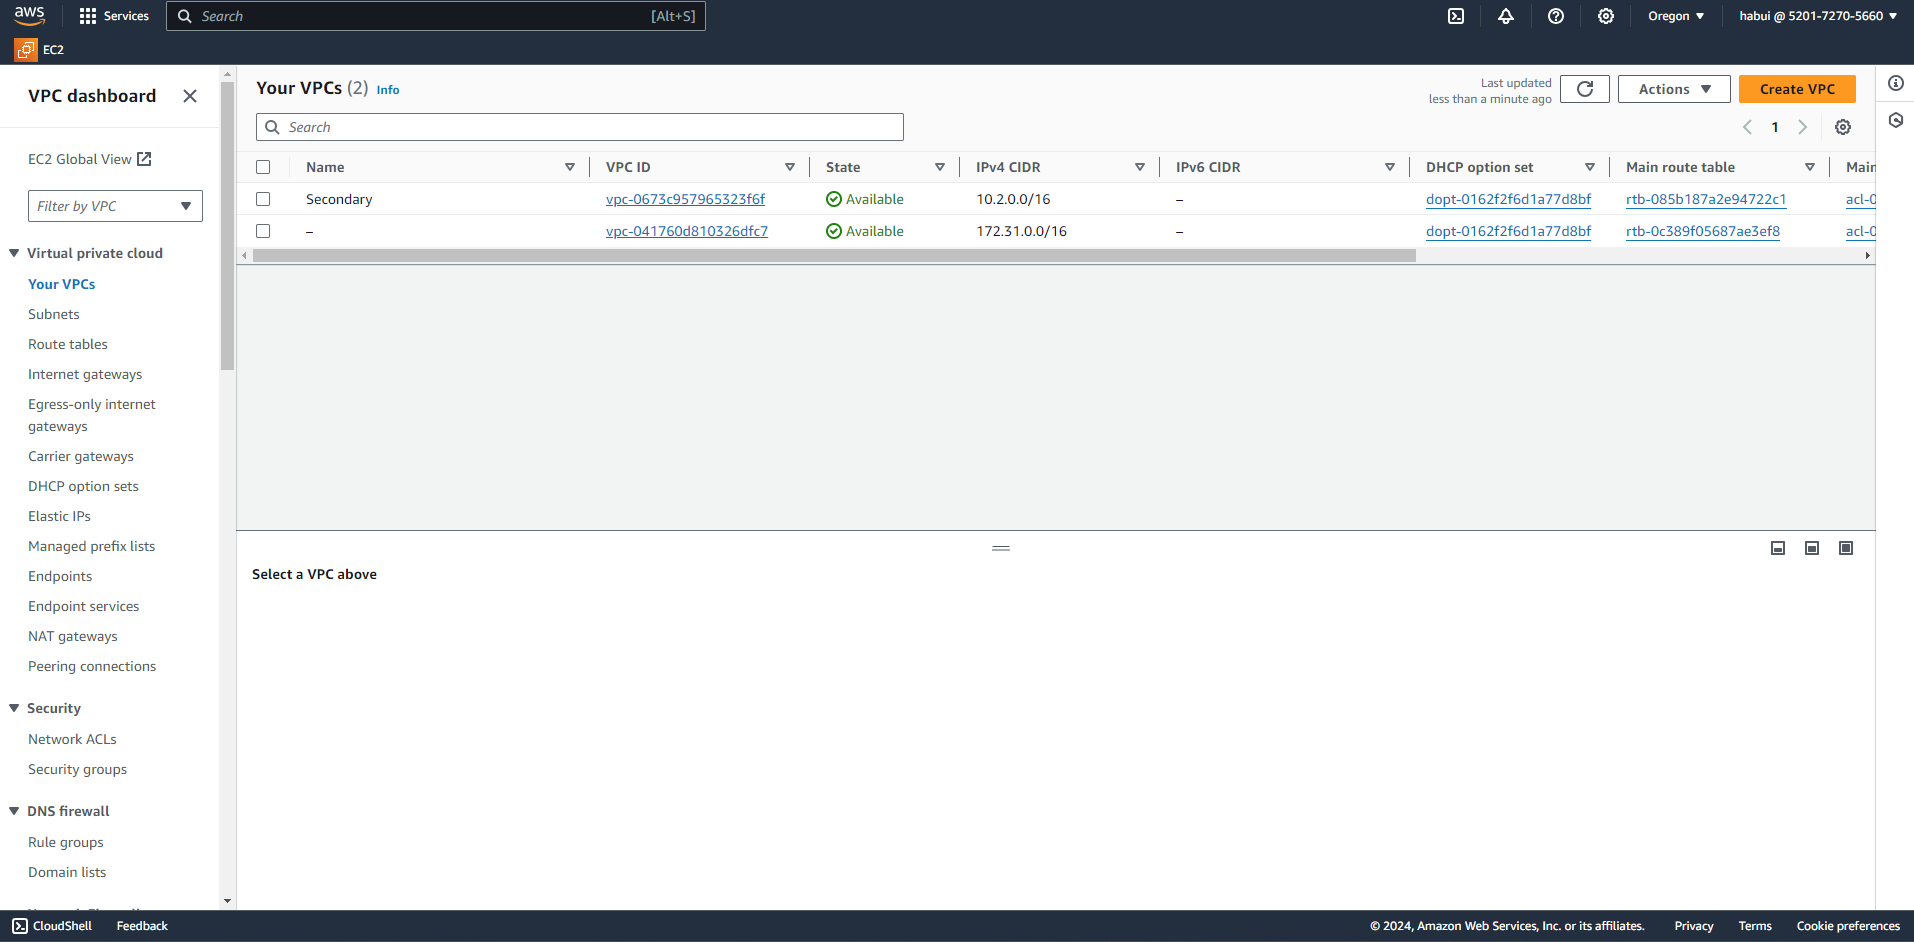 aws
Services
Search [Alt+S]
Oregon
habui @ 5201-7270-5660
EC2
VPC dashboard
EC2 Global View
Filter by VPC
Virtual private cloud
Your VPCs
Subnets
Route tables
Internet gateways
Egress-only internet
gateways
Carrier gateways
DHCP option sets
Elastic IPs
Managed prefix lists
Endpoints
Endpoint services
NAT gateways
Peering connections
Security
Network ACLs
Security groups
DNS firewall
Rule groups
Domain lists
Your VPCs (2) Info
Last updated
less than a minute ago
Actions
Create VPC
Search
1
Name VPC ID State IPv4 CIDR IPv6 CIDR DHCP option set Main route table Main
Secondary vpc-0673c957965323f6f Available 10.2.0.0/16 – dopt-0162f2f6d1a77d8bf rtb-085b187a2e94722c1 acl-0
– vpc-041760d810326dfc7 Available 172.31.0.0/16 – dopt-0162f2f6d1a77d8bf rtb-0c389f05687ae3ef8 acl-0
Select a VPC above
CloudShell Feedback
© 2024, Amazon Web Services, Inc. or its affiliates. Privacy Terms Cookie preferences